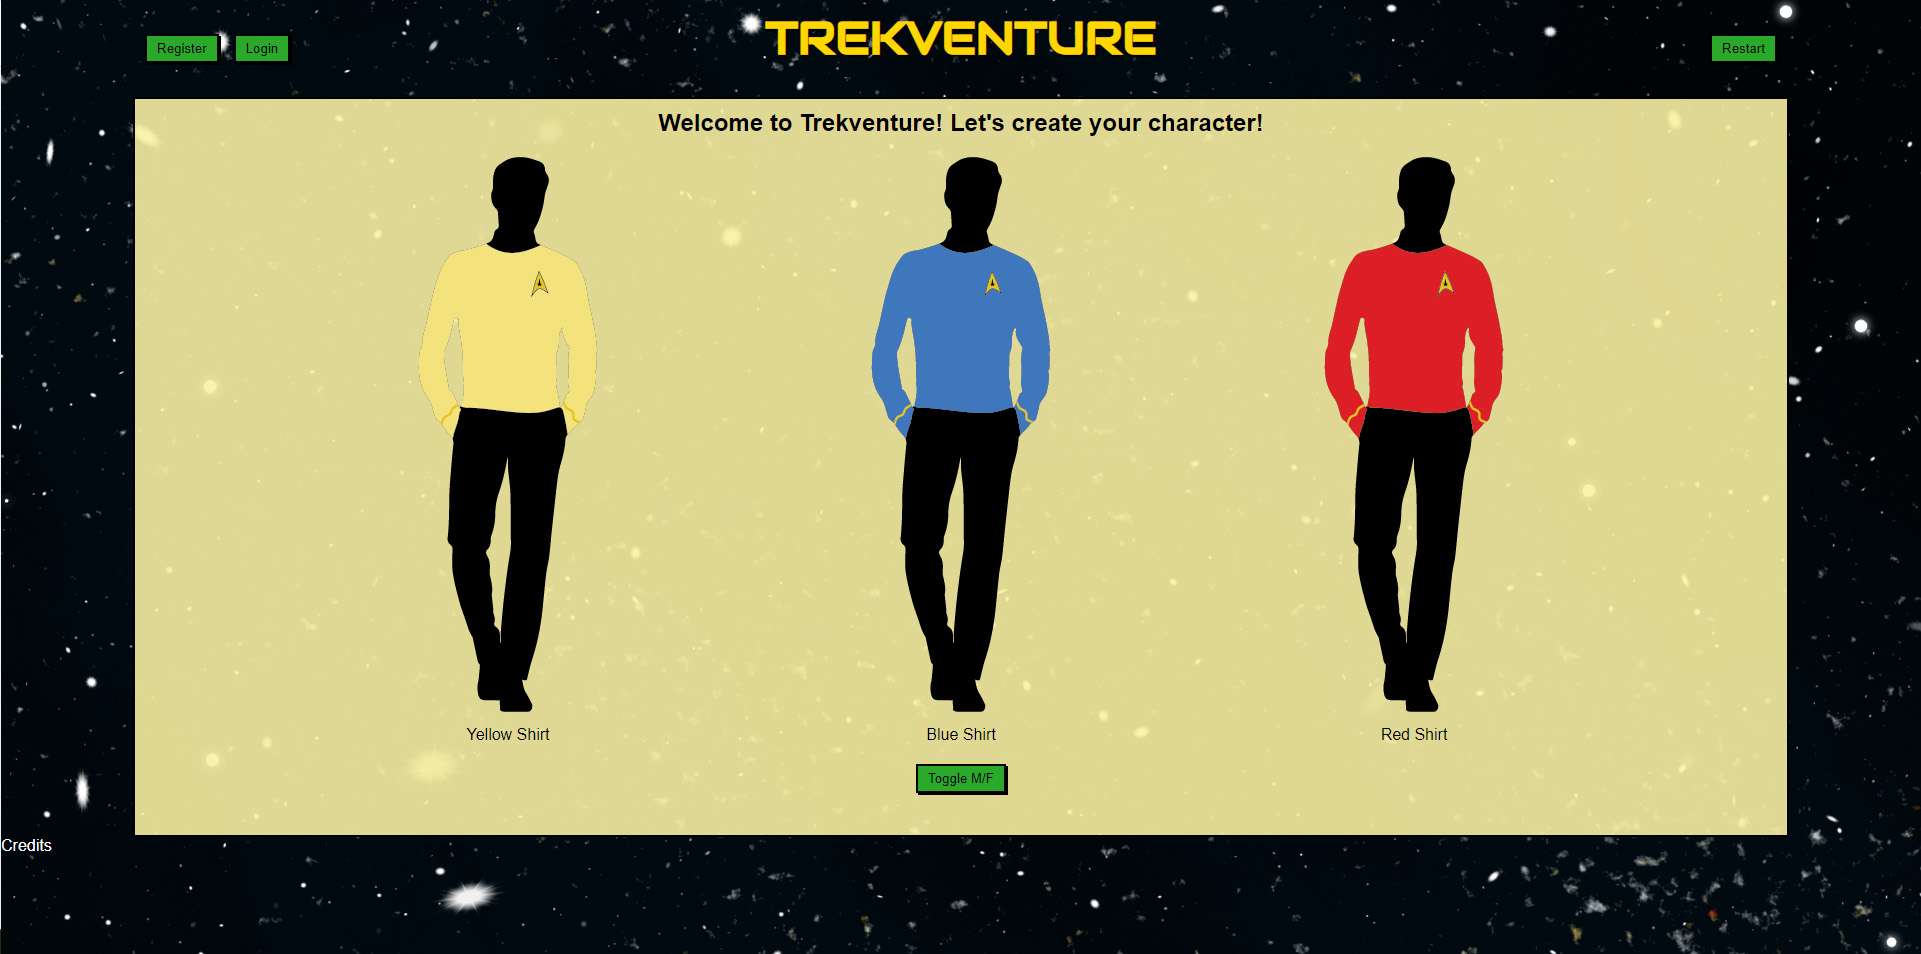 Register
Login
TREKVENTURE
Restart
Welcome to Trekventure! Let's create your character!
Yellow Shirt
Blue Shirt
Red Shirt
Toggle M/F
Credits